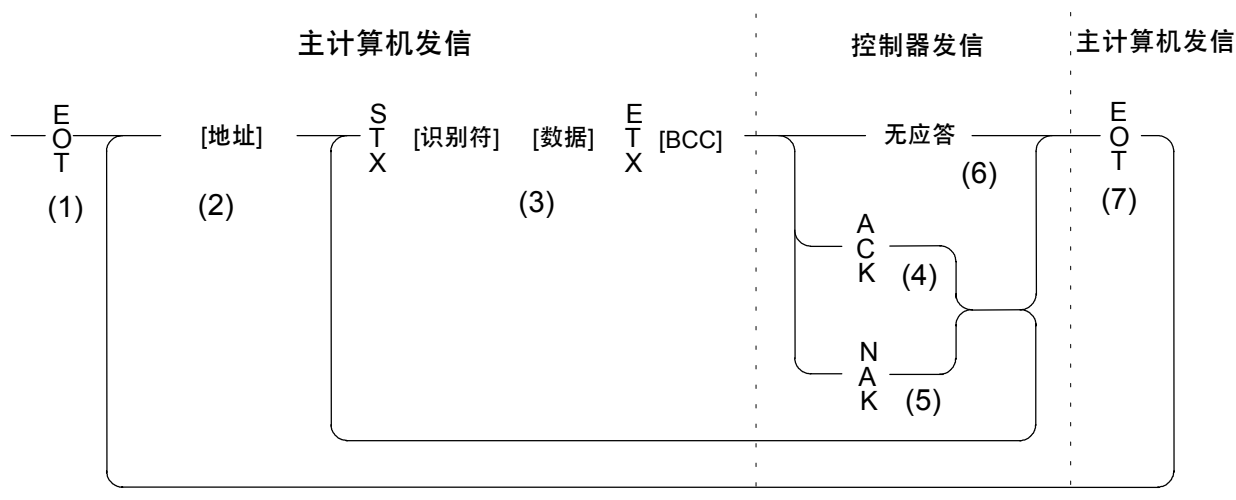 主计算机发信
控制器发信
主计算机发信
EOT
[地址]
STX
[识别符]
[数据]
ETX
[BCC]
无应答
EOT
(1)
(2)
(3)
(6)
(7)
ACK
(4)
NAK
(5)